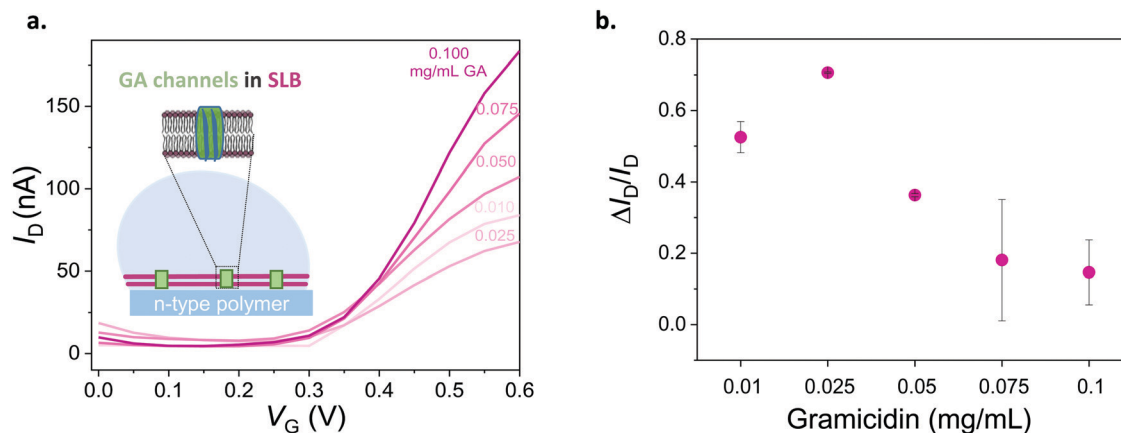 a.
GA channels in SLB
n-type polymer
0.100
mg/mL GA
0.075
0.050
0.010
0.025
I_D (nA)
150
100
50
0
0.0 0.1 0.2 0.3 0.4 0.5 0.6
V_G (V)
b.
ΔI_D/I_D
0.8
0.6
0.4
0.2
0.0
0.01 0.025 0.05 0.075 0.1
Gramicidin (mg/mL)